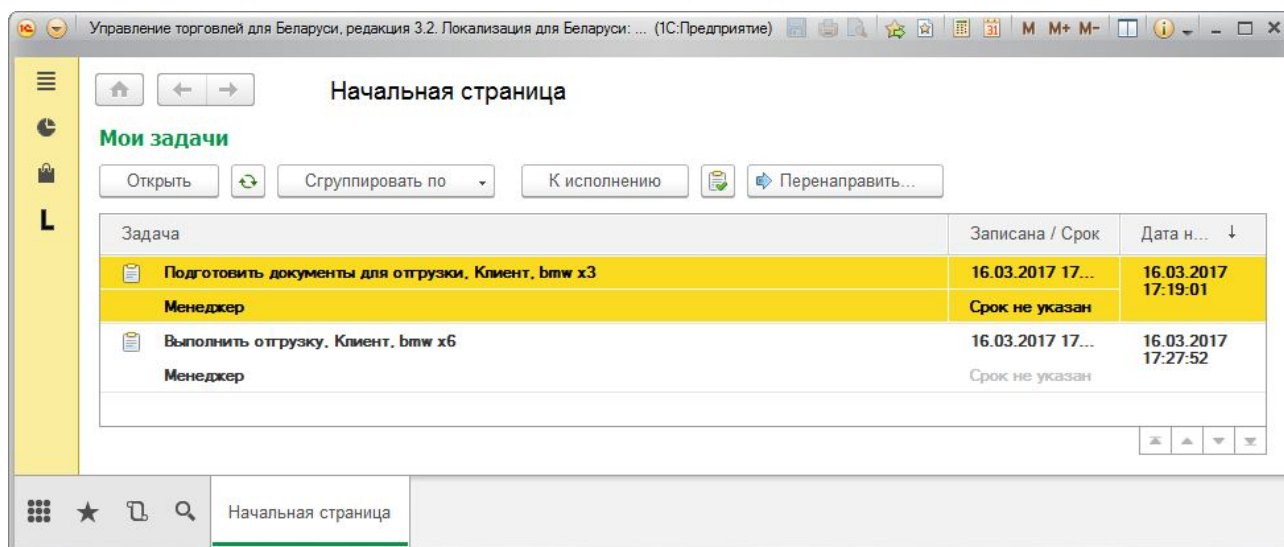 Управление торговлей для Беларуси, редакция 3.2. Локализация для Беларуси: ... (1С:Предприятие)
31 M M+ M-
Начальная страница
Мои задачи
Открыть Сгруппировать по К исполнению Перенаправить...
Задача Записана / Срок Дата н... ↓
Подготовить документы для отгрузки, Клиент, bmw x3 16.03.2017 17... 16.03.2017
17:19:01
Менеджер Срок не указан
Выполнить отгрузку, Клиент, bmw x6 16.03.2017 17... 16.03.2017
17:27:52
Менеджер Срок не указан
L
Начальная страница